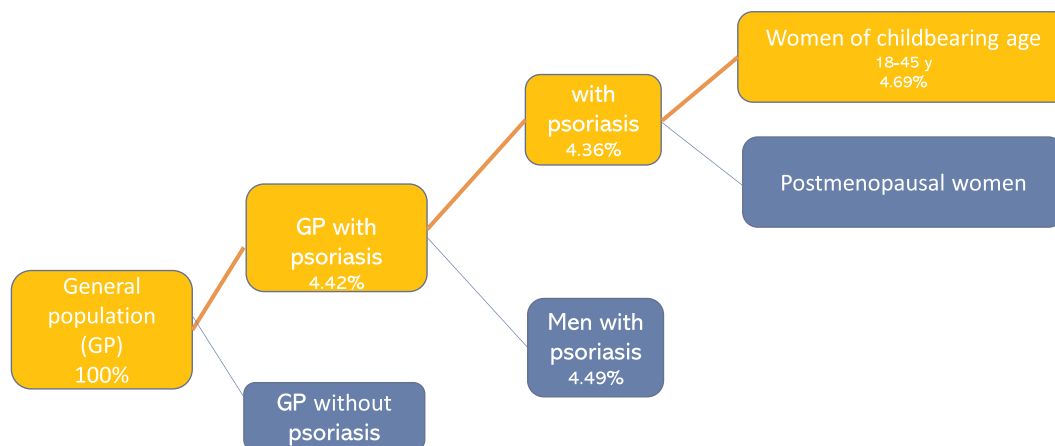 Women of childbearing age
18-45 y
4.69%
with
psoriasis
4.36%
Postmenopausal women
GP with
psoriasis
4.42%
General
population
(GP)
100%
Men with
psoriasis
4.49%
GP without
psoriasis